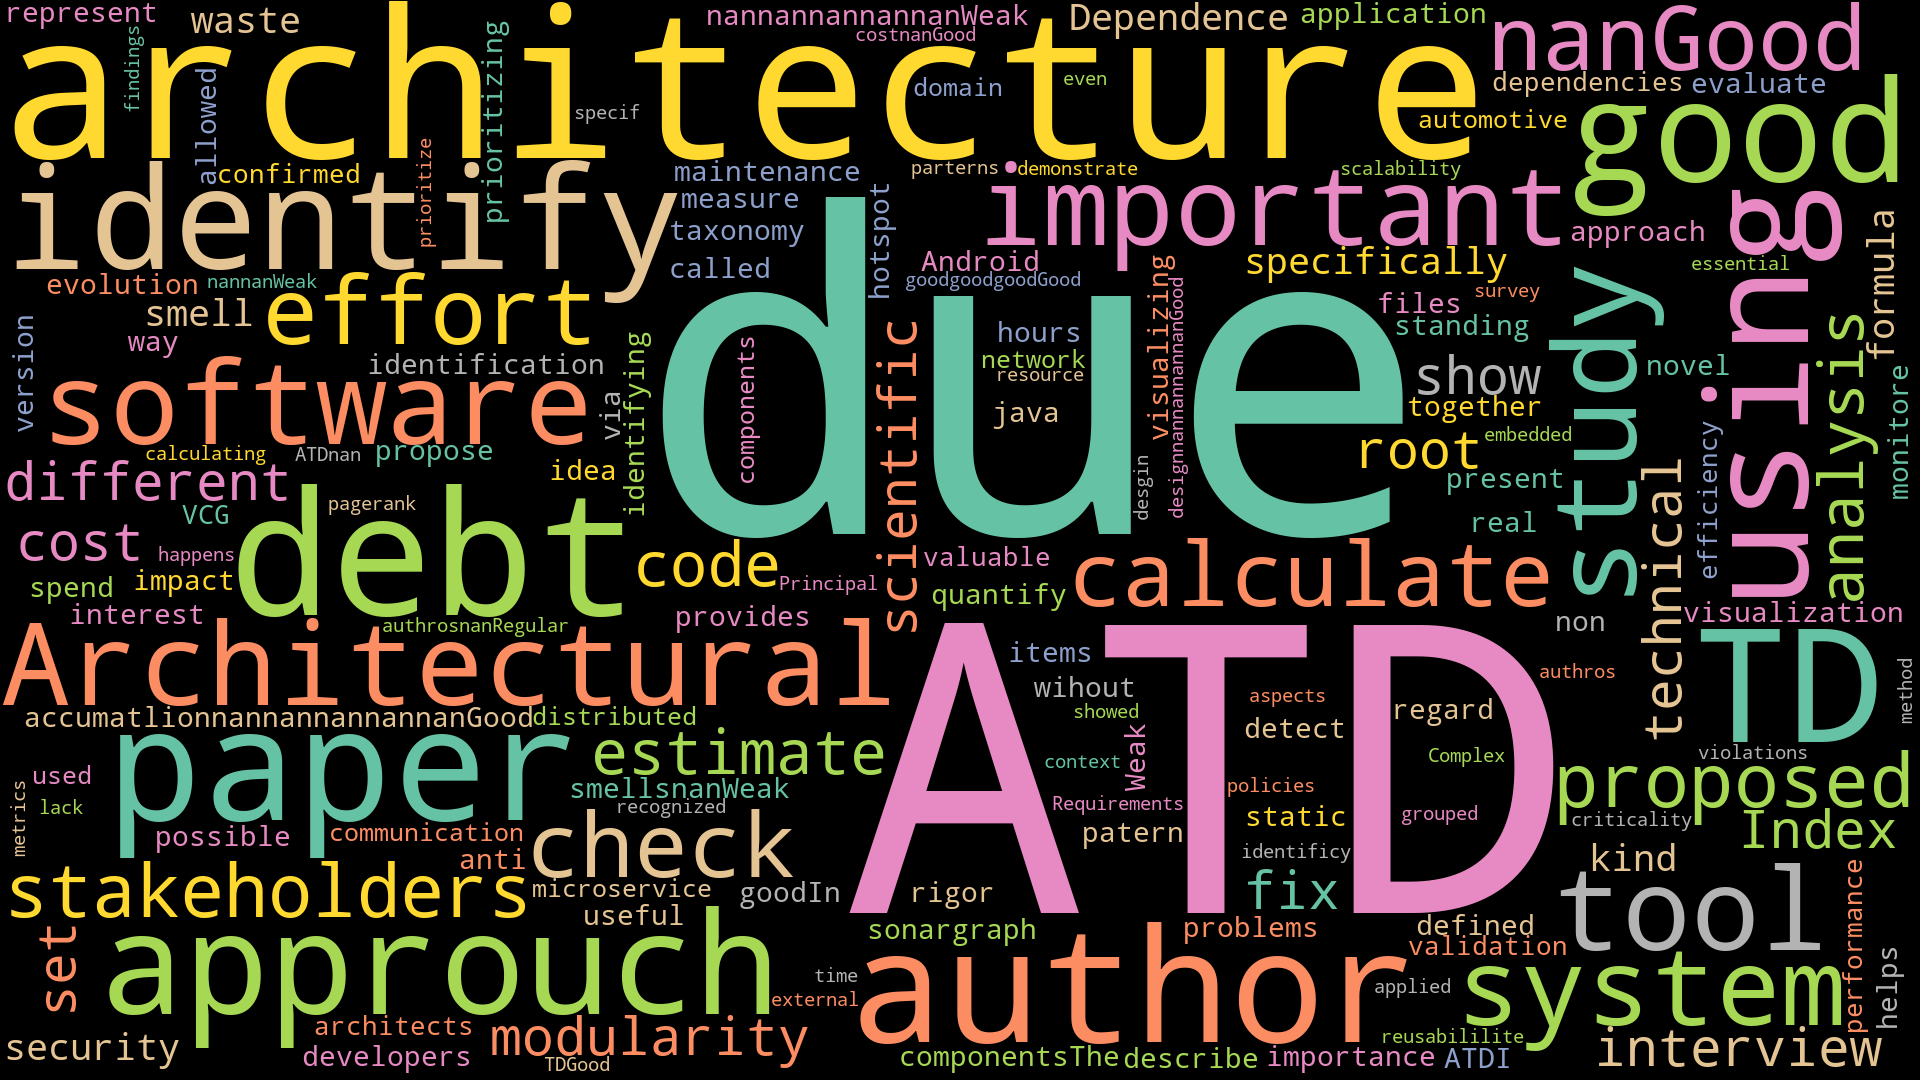 represent
waste
nannannannannanWeak
costnanGood
Dependence
application
nanGood
architecture
findings
allowed
prioritizing
specif
domain
even
dependencies
evaluate
automotive
good
identify
confirmed
prioritize
maintenance
measure
taxonomy
called
parterns
demonstrate
scalability
important
approach
using
formula
hotspot
Android
goodgoodgoodGood
specifically
essential
evolution
nannanWeak
smell
effort
due
visualizing
designnannannannanGood
files
survey
standing
study
version
way
identification
software
via
identifying
components
scientific
hours
network
resource
java
show
together
novel
analysis
monitore
calculating
ATDnan
propose
idea
root
embedded
different
pagerank
desgin
present
technical
efficiency
VCG
debt
real
cost
happens
code
Principal
valuable
calculate
spend
impact
quantify
interest
authrosnanRegular
provides
non
visualization
Architectural
ATD
items
TD
wihout
aspects
authros
method
accumatlionnannannannannanGood
distributed
showed
regard
paper
estimate
detect
Weak
context
Complex
violations
used
smellsnanWeak
policies
proposed
metrics
lack
recognized
Requirements
static
grouped
criticality
Index
possible
communication
check
patern
anti
identificy
kind
stakeholders
microservice
goodIn
rigor
fix
tool
performance
useful
set
approuch
sonargraph
author
problems
defined
validation
system
helps
time
external
applied
architects
modularity
reusabililite
security
developers
TDGood
componentsThe
describe
importance
ATDI
interview